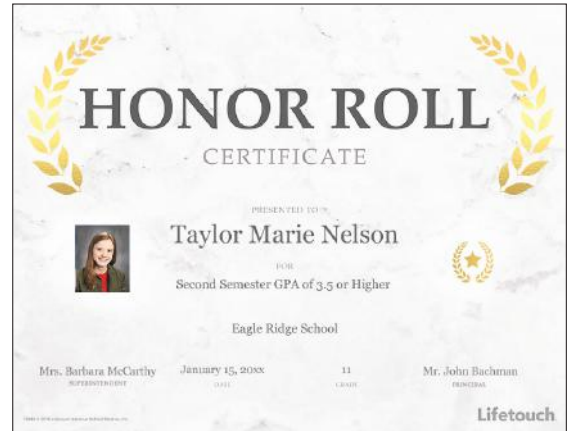 HONOR ROLL
CERTIFICATE
PRESENTED TO
Taylor Marie Nelson
FOR
Second Semester GPA of 3.5 or Higher
Eagle Ridge School
Mrs. Barbara McCarthy
SUPERINTENDENT
January 15, 20xx
DATE
11
GRADE
Mr. John Bachman
PRINCIPAL
Lifetouch